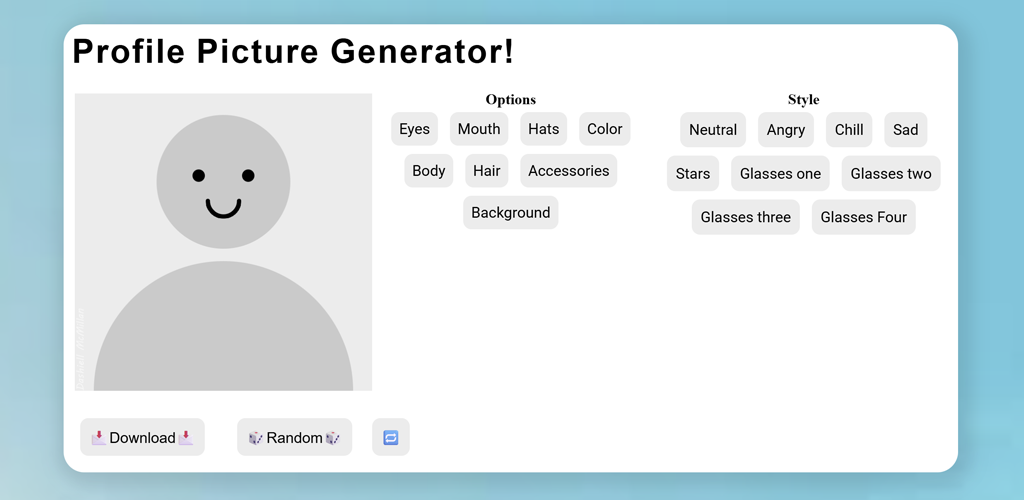 Profile Picture Generator!
Options
Eyes Mouth Hats Color
Body Hair Accessories
Background
Style
Neutral Angry Chill Sad
Stars Glasses one Glasses two
Glasses three Glasses Four
Download Random